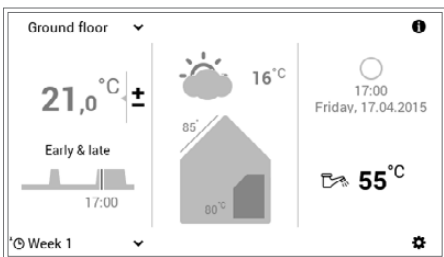 Ground floor
21,0 °C ±
Early & late
17:00
Week 1
16°C
85°
80 °C
17:00
Friday, 17.04.2015
55°C